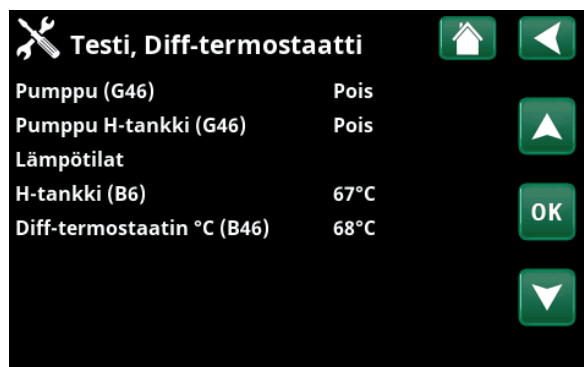 Testi, Diff-termostaatti
Pumppu (G46) Pois
Pumppu H-tankki (G46) Pois
Lämpötilat
H-tankki (B6) 67°C
Diff-termostaatin °C (B46) 68°C
OK